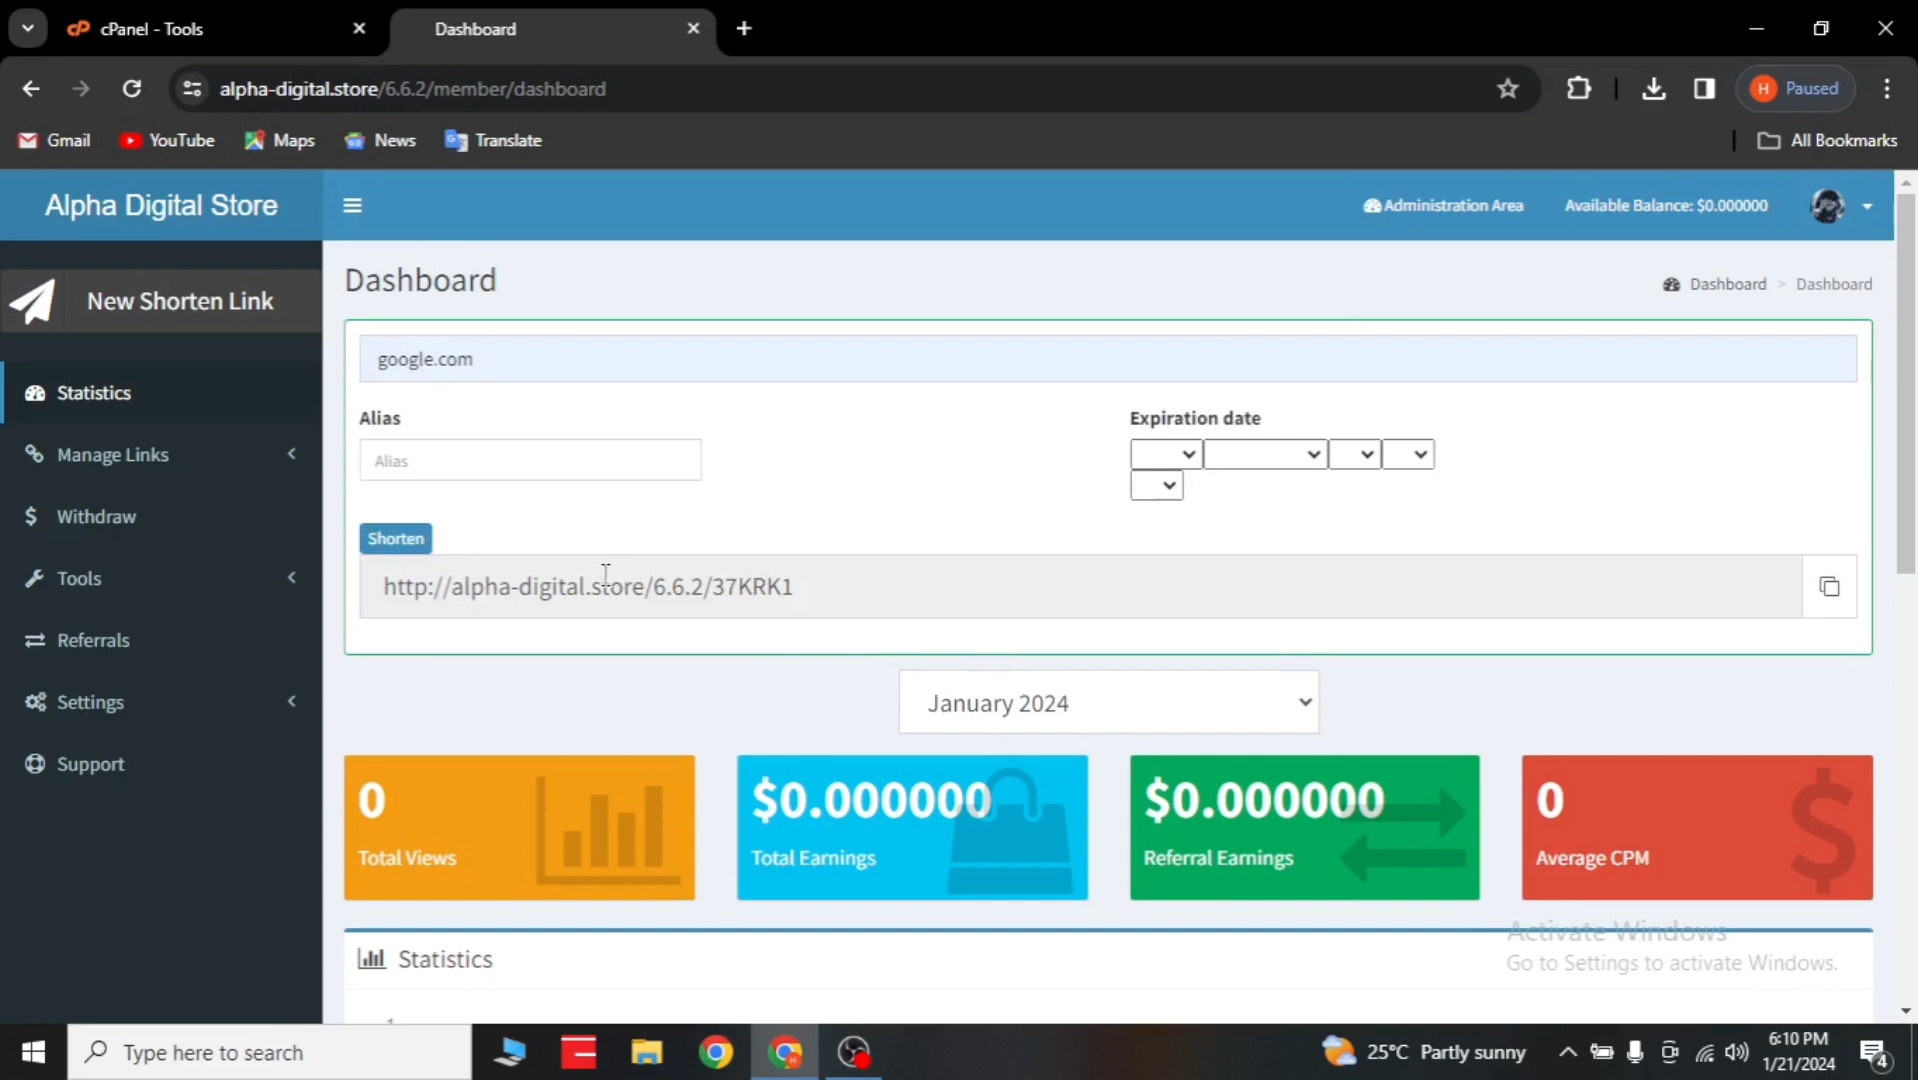 cPanel - Tools
Dashboard
alpha-digital.store/6.6.2/member/dashboard
H Paused
Gmail
YouTube
Maps
News
Translate
All Bookmarks
Alpha Digital Store
Administration Area
Available Balance: $0.000000
New Shorten Link
Dashboard
Dashboard > Dashboard
google.com
Statistics
Alias
Expiration date
Manage Links
Alias
Withdraw
Shorten
Tools
http://alpha-digital.store/6.6.2/37KRK1
Referrals
Settings
January 2024
Support
0
Total Views
$0.000000
Total Earnings
$0.000000
Referral Earnings
0
Average CPM
Statistics
Activate Windows
Go to Settings to activate Windows.
Type here to search
25°C Partly sunny
6:10 PM
1/21/2024
4